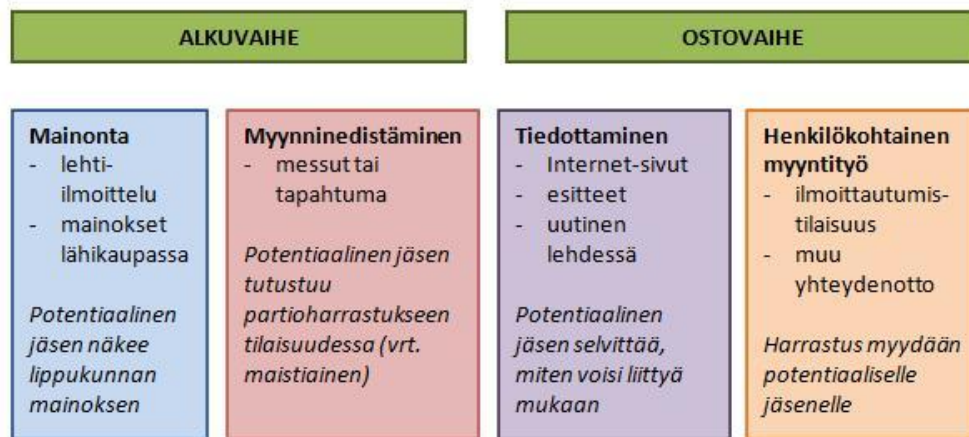 ALKUVAIHE
OSTOVAIHE
Mainonta
- lehti-
ilmoittelu
- mainokset
lähikaupassa
Potentiaalinen
jäsen näkee
lippukunnan
mainoksen
Myynninedistäminen
- messut tai
tapahtuma
Potentiaalinen jäsen
tutustuu
partioharrastukseen
tilaisuudessa (vrt.
maistiainen)
Tiedottaminen
- Internet-sivut
- esitteet
- uutinen
lehdessä
Potentiaalinen
jäsen selvittää,
miten voisi liittyä
mukaan
Henkilökohtainen
myyntityö
- ilmoittautumis-
tilaisuus
- muu
yhteydenotto
Harrastus myydään
potentiaaliselle
jäsenelle